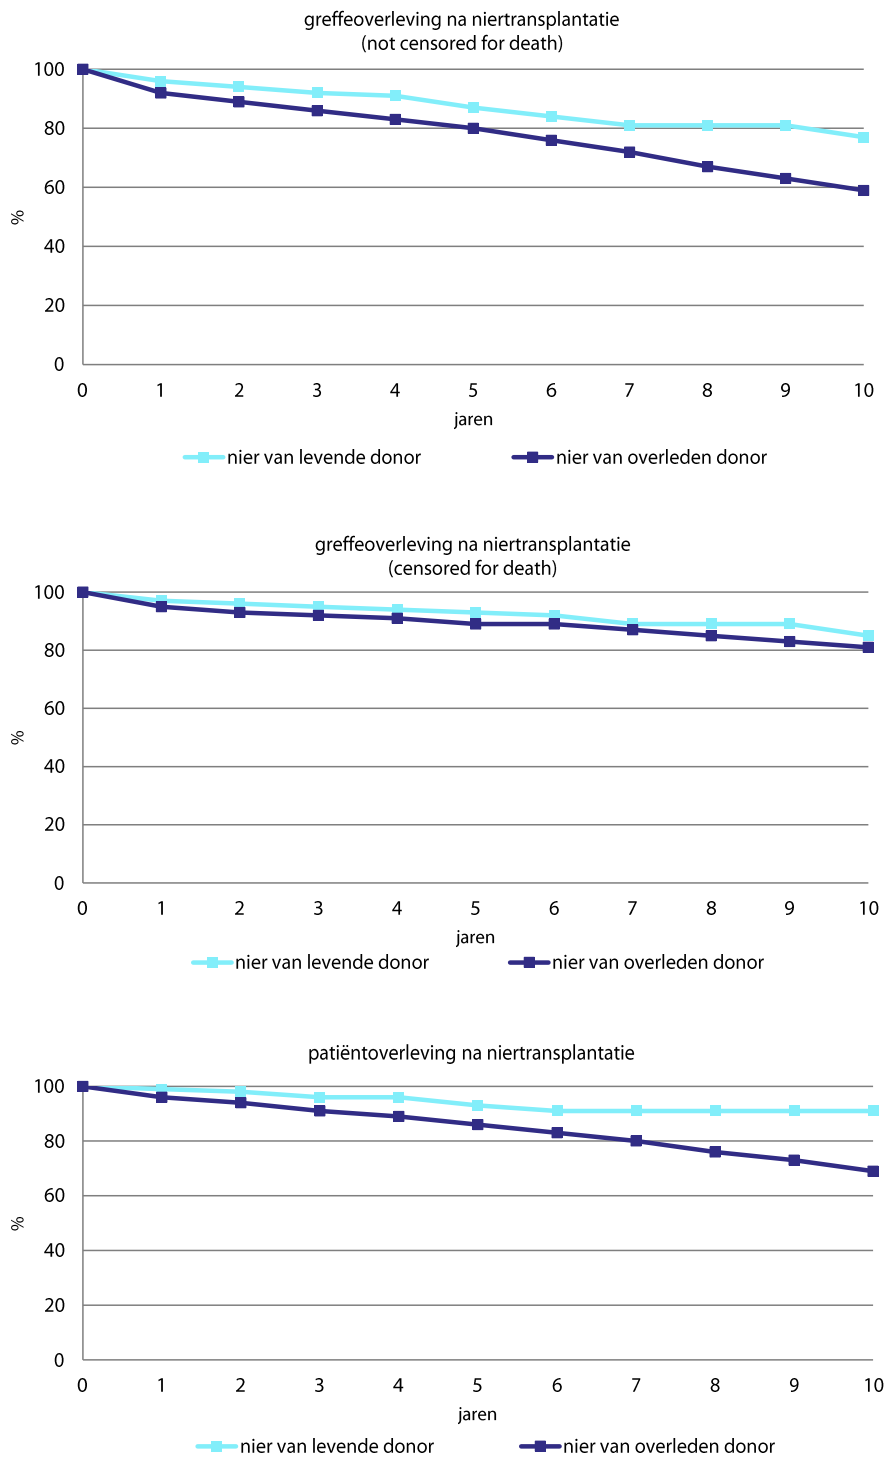 greffeoverleving na niertransplantatie
(not censored for death)
100
80
60
40
20
0
%
0 1 2 3 4 5 6 7 8 9 10
jaren
nier van levende donor nier van overleden donor
greffeoverleving na niertransplantatie
(censored for death)
100
80
60
40
20
0
%
0 1 2 3 4 5 6 7 8 9 10
jaren
nier van levende donor nier van overleden donor
patiëntoverleving na niertransplantatie
100
80
60
40
20
0
%
0 1 2 3 4 5 6 7 8 9 10
jaren
nier van levende donor nier van overleden donor